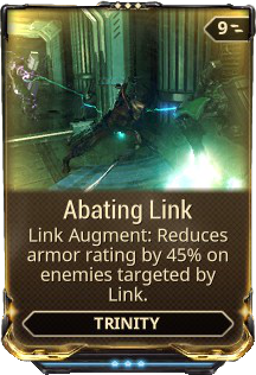 9
Abating Link
Link Augment: Reduces
armor rating by 45% on
enemies targeted by
Link.
TRINITY